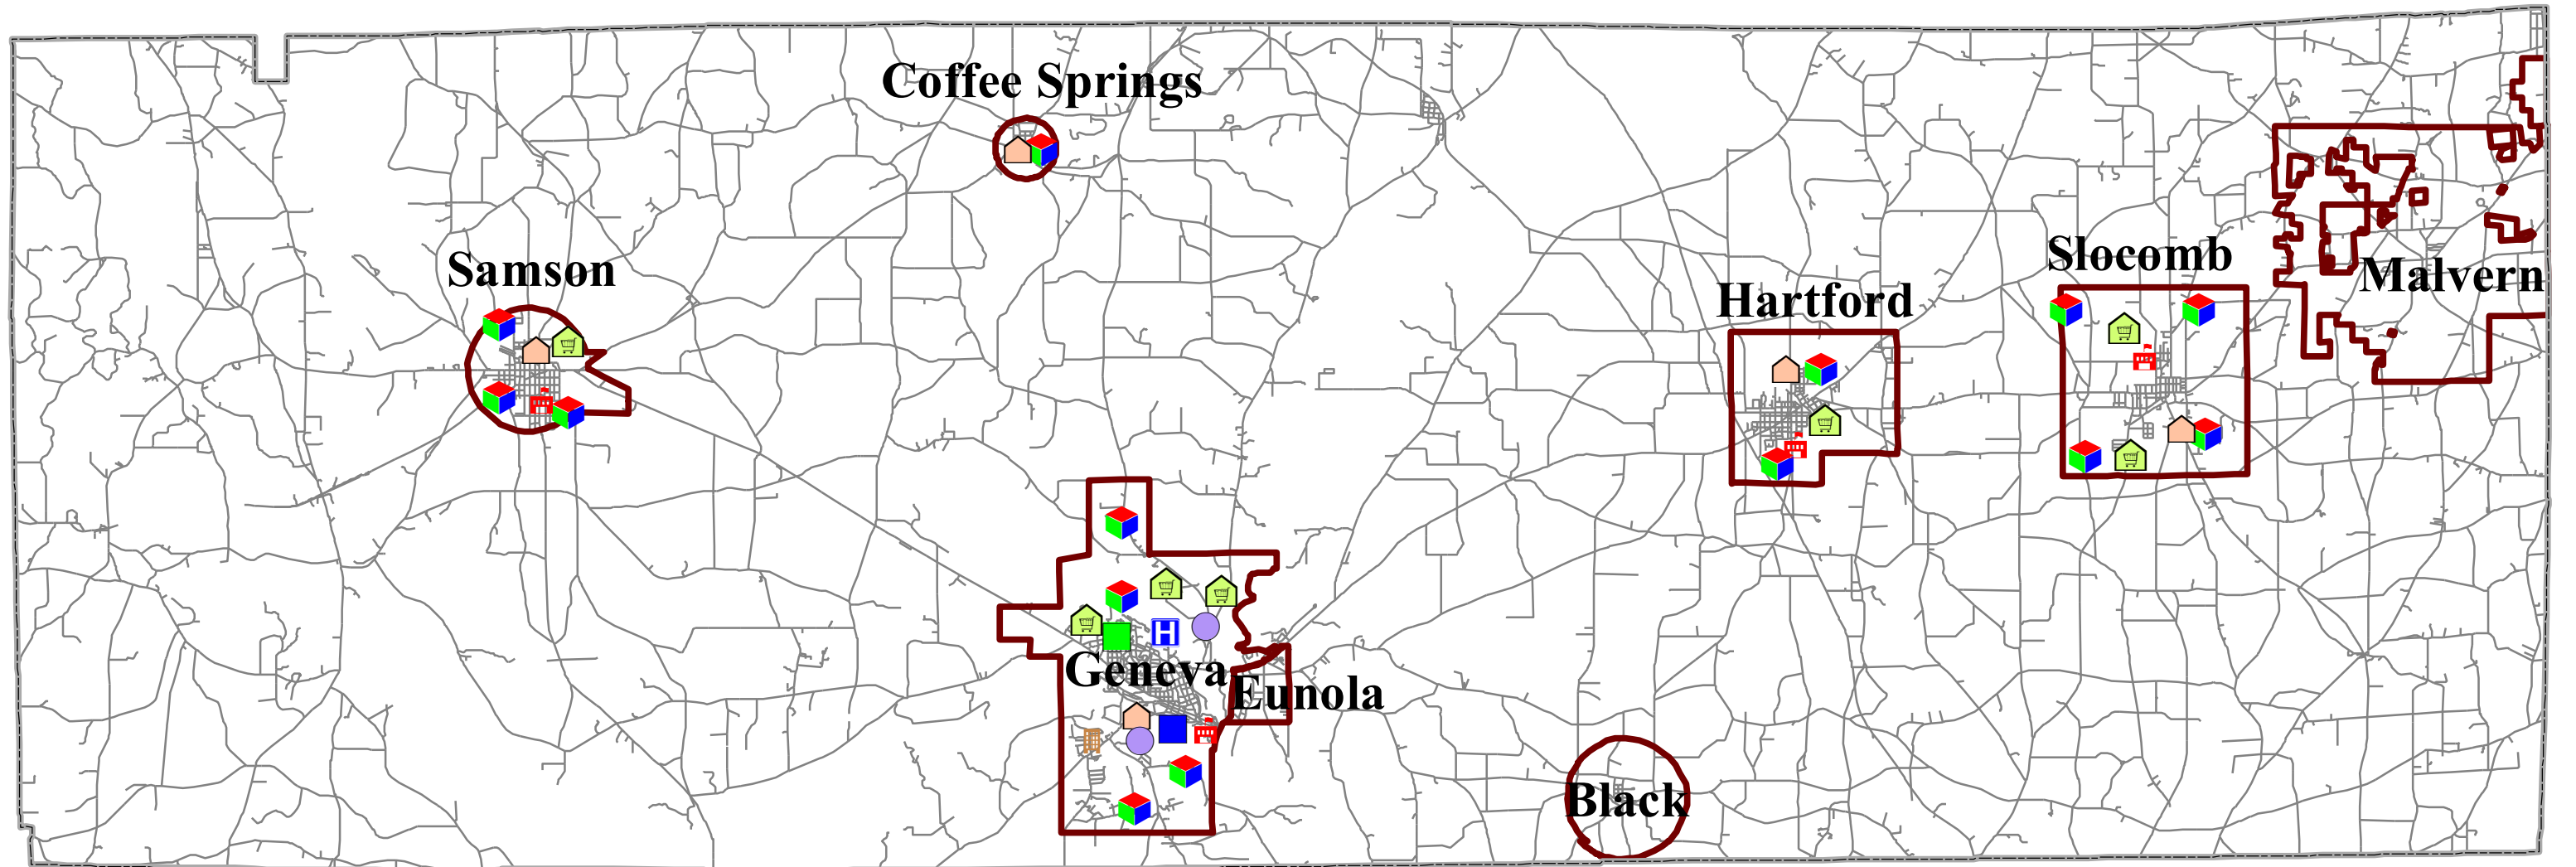 Coffee Springs
Samson
Slocomb
Malvern
Hartford
H
Geneva
Eunola
Black